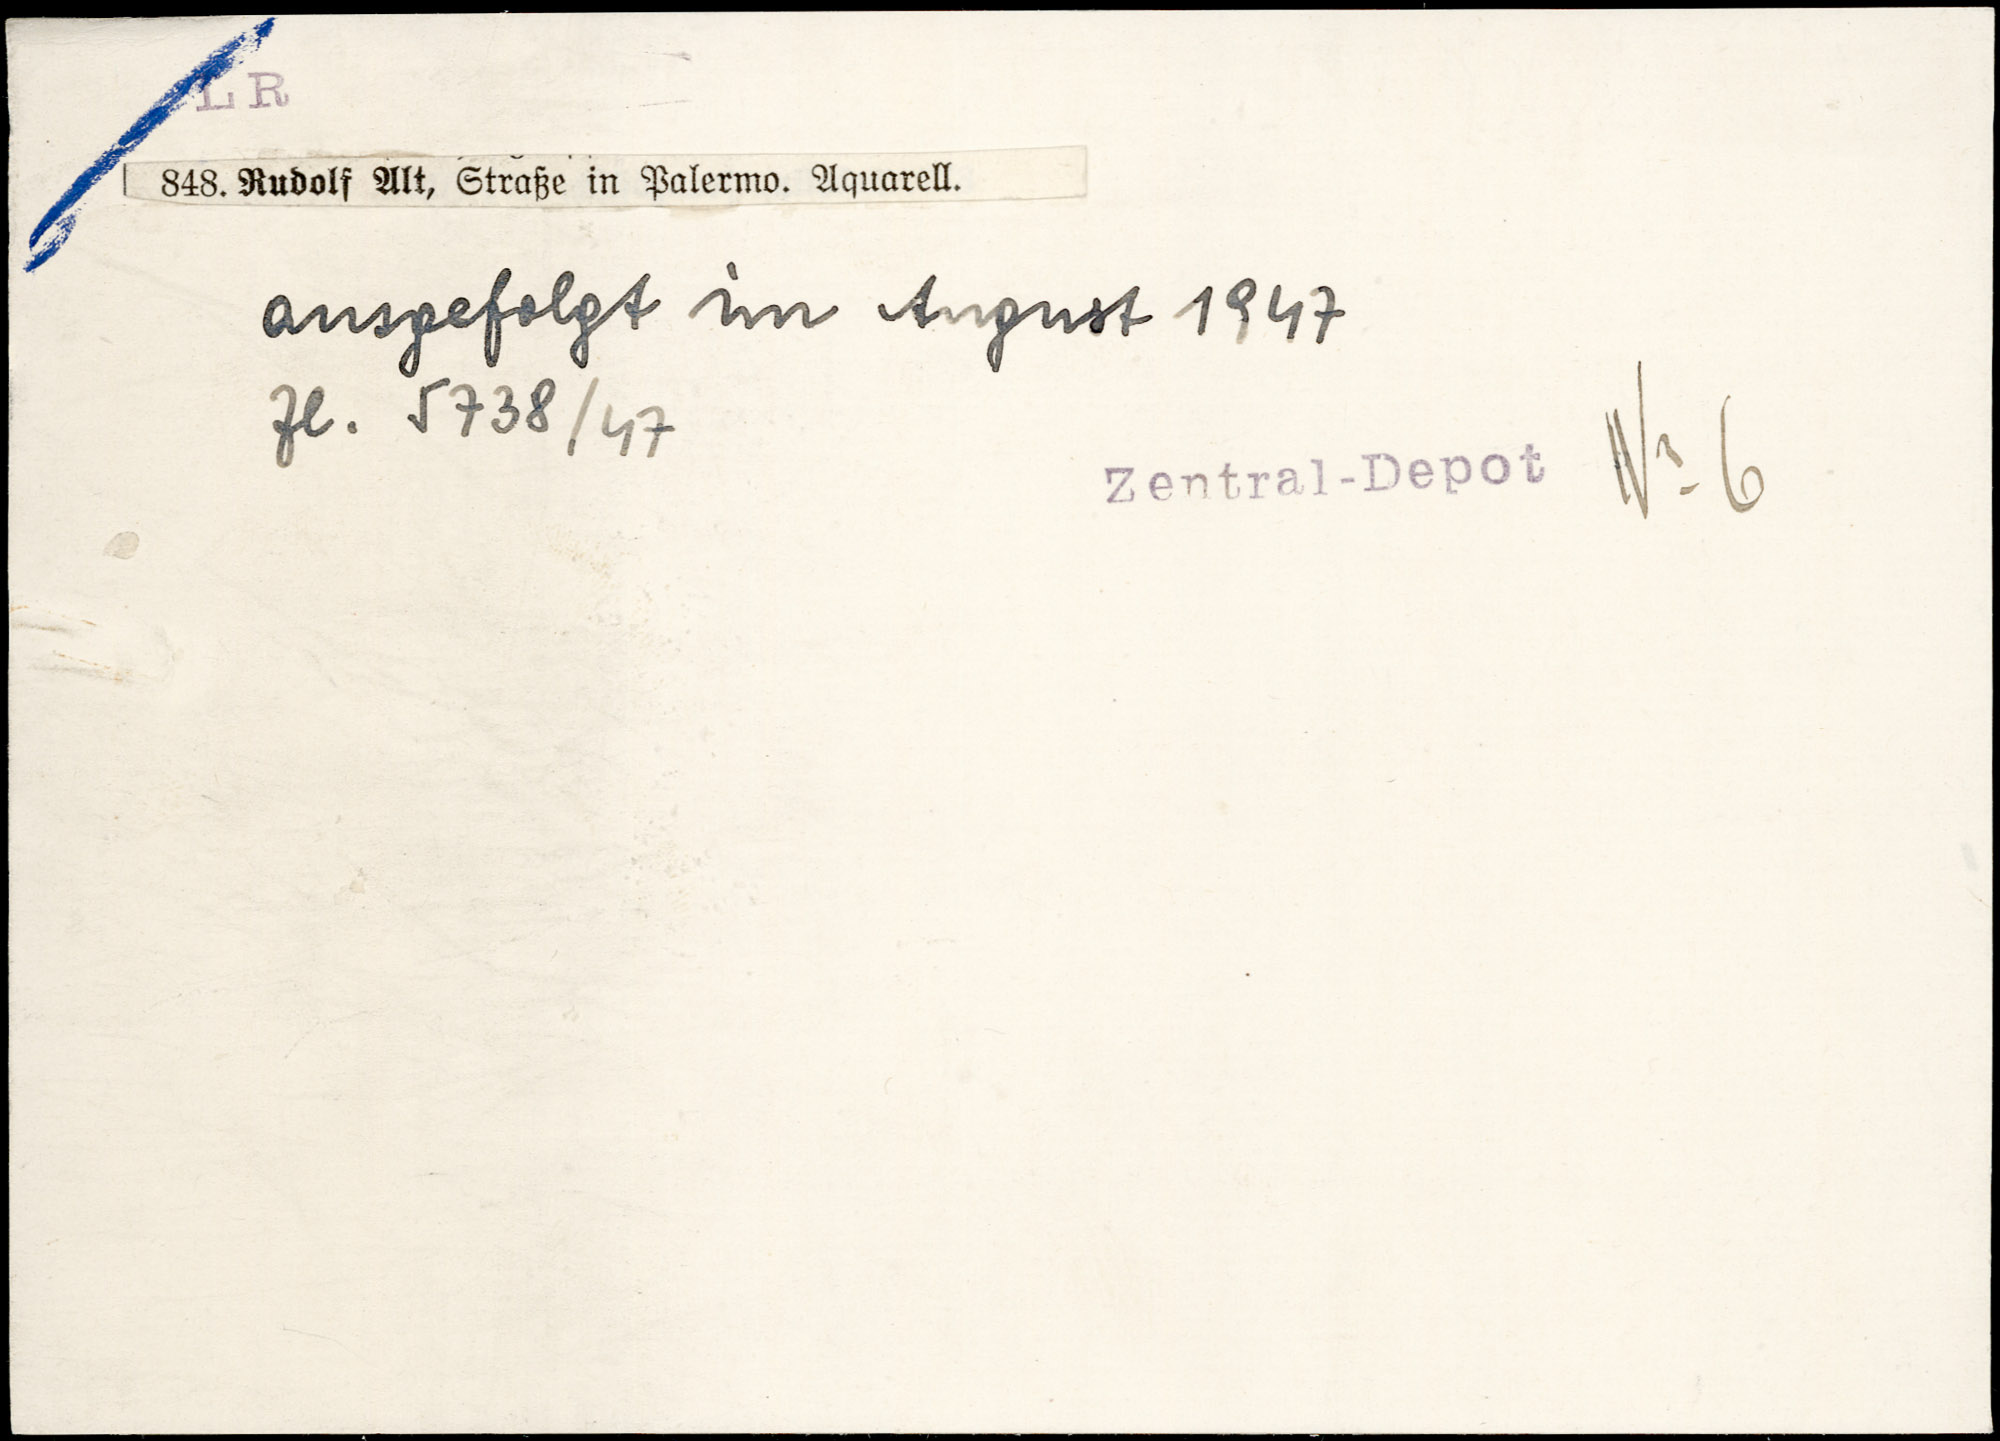 LR
848. Rudolf Alt, Straße in Palermo. Aquarell.
ausgefolgt im August 1947
Zl. 5738/47
Zentral-Depot Nr. 6